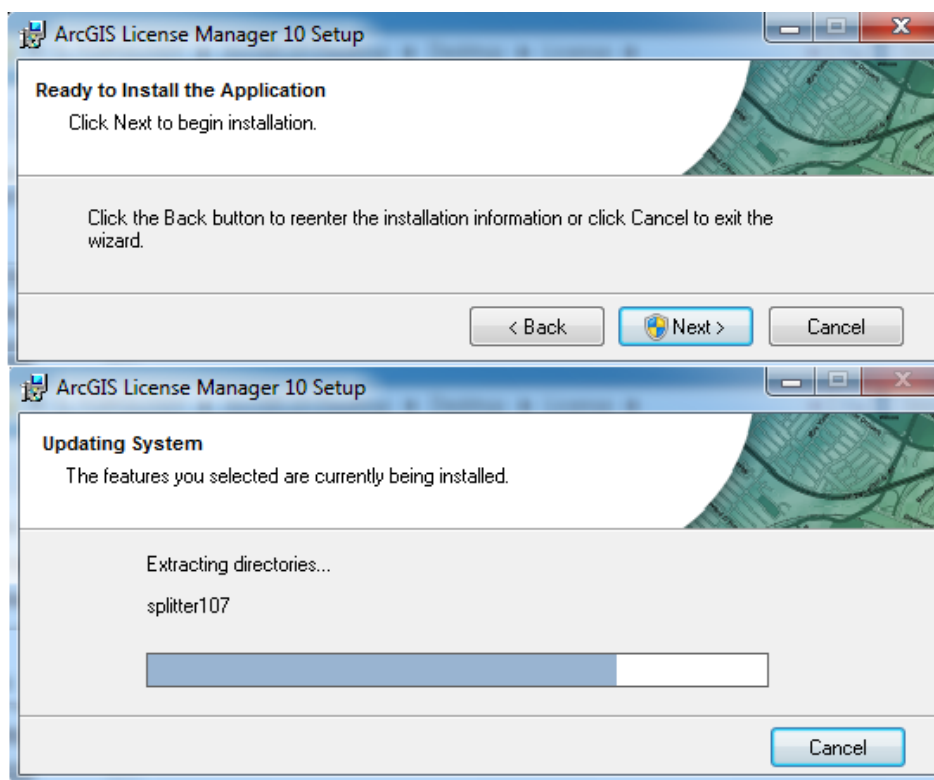 ArcGIS License Manager 10 Setup
Ready to Install the Application
Click Next to begin installation.
Click the Back button to reenter the installation information or click Cancel to exit the
wizard.
< Back
Next >
Cancel
ArcGIS License Manager 10 Setup
Updating System
The features you selected are currently being installed.
Extracting directories...
splitter107
Cancel